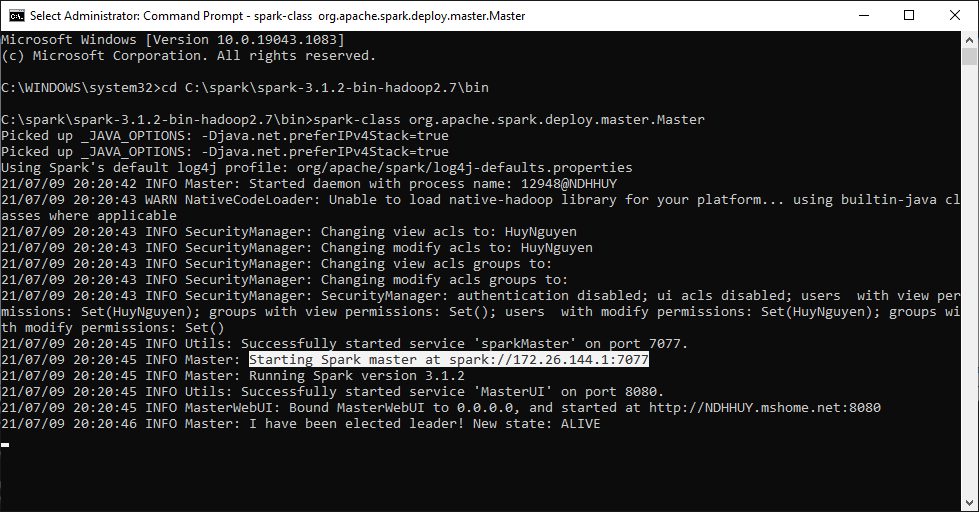 Select Administrator: Command Prompt - spark-class  org.apache.spark.deploy.master.Master
Microsoft Windows [Version 10.0.19043.1083]
(c) Microsoft Corporation. All rights reserved.
C:\WINDOWS\system32>cd C:\spark\spark-3.1.2-bin-hadoop2.7\bin
C:\spark\spark-3.1.2-bin-hadoop2.7\bin>spark-class org.apache.spark.deploy.master.Master
Picked up _JAVA_OPTIONS: -Djava.net.preferIPv4Stack=true
Picked up _JAVA_OPTIONS: -Djava.net.preferIPv4Stack=true
Using Spark's default log4j profile: org/apache/spark/log4j-defaults.properties
21/07/09 20:20:42 INFO Master: Started daemon with process name: 12948@NDHHUY
21/07/09 20:20:43 WARN NativeCodeLoader: Unable to load native-hadoop library for your platform... using builtin-java cl
asses where applicable
21/07/09 20:20:43 INFO SecurityManager: Changing view acls to: HuyNguyen
21/07/09 20:20:43 INFO SecurityManager: Changing modify acls to: HuyNguyen
21/07/09 20:20:43 INFO SecurityManager: Changing view acls groups to:
21/07/09 20:20:43 INFO SecurityManager: Changing modify acls groups to:
21/07/09 20:20:43 INFO SecurityManager: SecurityManager: authentication disabled; ui acls disabled; users  with view per
missions: Set(HuyNguyen); groups with view permissions: Set(); users  with modify permissions: Set(HuyNguyen); groups wi
th modify permissions: Set()
21/07/09 20:20:45 INFO Utils: Successfully started service 'sparkMaster' on port 7077.
21/07/09 20:20:45 INFO Master: Starting Spark master at spark://172.26.144.1:7077
21/07/09 20:20:45 INFO Master: Running Spark version 3.1.2
21/07/09 20:20:45 INFO Utils: Successfully started service 'MasterUI' on port 8080.
21/07/09 20:20:45 INFO MasterWebUI: Bound MasterWebUI to 0.0.0.0, and started at http://NDHHUY.mshome.net:8080
21/07/09 20:20:46 INFO Master: I have been elected leader! New state: ALIVE